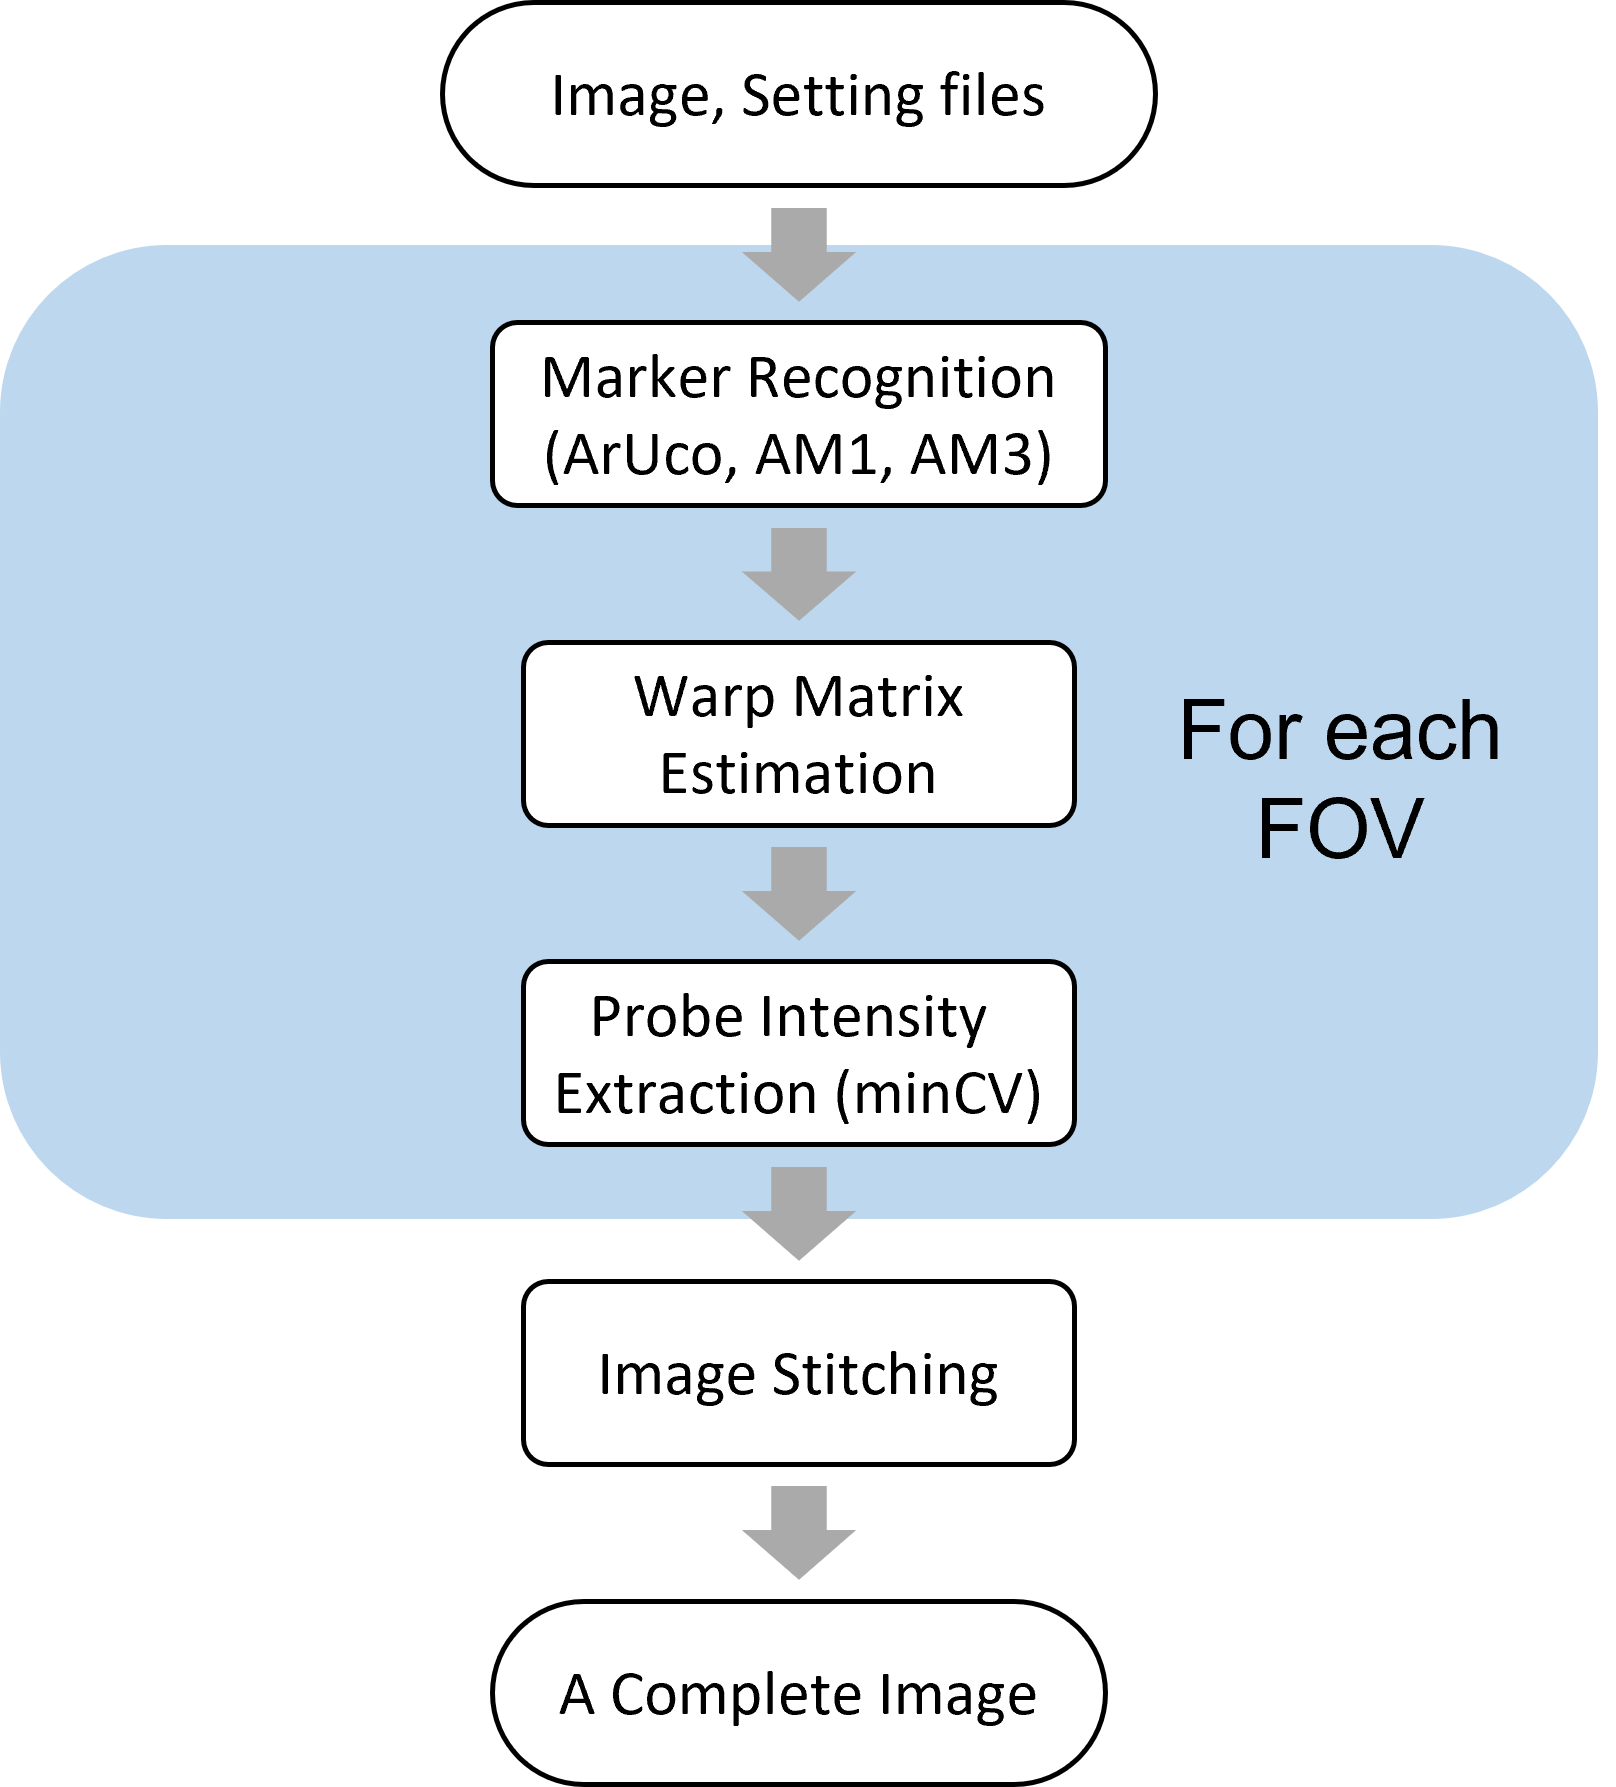 Image, Setting files
Marker Recognition
(ArUco, AM1, AM3)
Warp Matrix
Estimation
For each
FOV
Probe Intensity
Extraction (minCV)
Image Stitching
A Complete Image